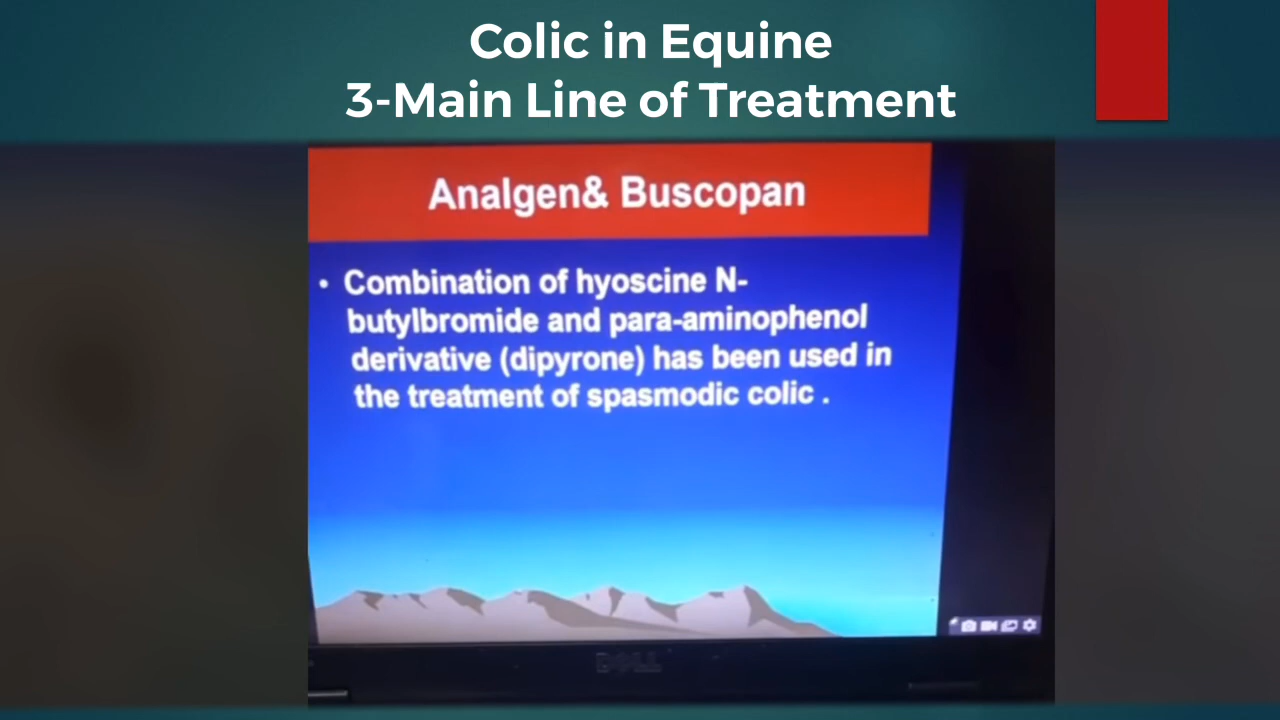 Colic in Equine
3-Main Line of Treatment
Analgen& Buscopan
• Combination of hyoscine N-
butylbromide and para-aminophenol
derivative (dipyrone) has been used in
the treatment of spasmodic colic .
DELL